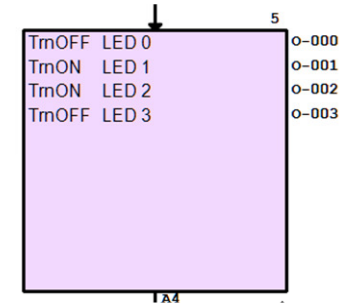 5
TrnOFF LED 0 O-000
TrnON LED 1 O-001
TrnON LED 2 O-002
TrnOFF LED 3 O-003
A4